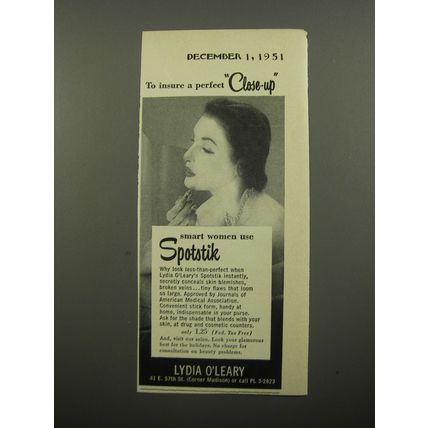 DECEMBER 1, 1951
To insure a perfect "Close-up"
smart women use
Spotstik
Why look less-than-perfect when
Lydia O'Leary's Spotstik instantly,
secretly conceals skin blemishes,
broken veins...tiny flaws that loom
so large. Approved by Journals of
American Medical Association.
Convenient stick form, handy at
home, indispensable in your purse.
Ask for the shade that blends with your
skin, at drug and cosmetic counters.
only 1.25 (Fed. Tax Free)
And, visit our salon. Look your glamorous
best for the holidays. No charge for
consultation on beauty problems.
LYDIA O'LEARY
41 E. 57th St. (Corner Madison) or call PL 3-2623